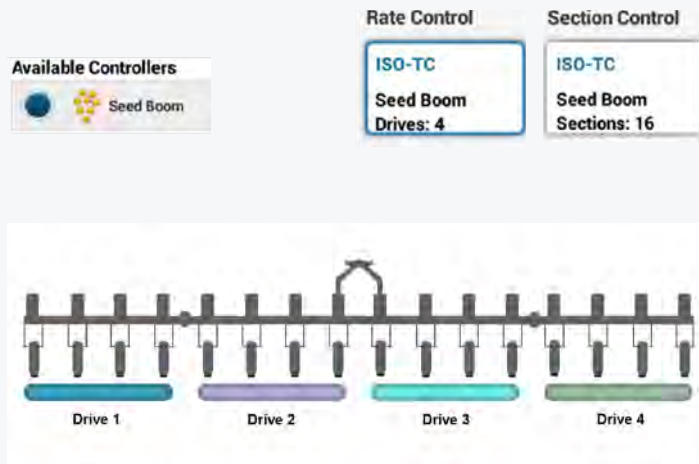 Rate Control
Section Control
Available Controllers
Seed Boom
ISO-TC
Seed Boom
Drives: 4
ISO-TC
Seed Boom
Sections: 16
Drive 1
Drive 2
Drive 3
Drive 4